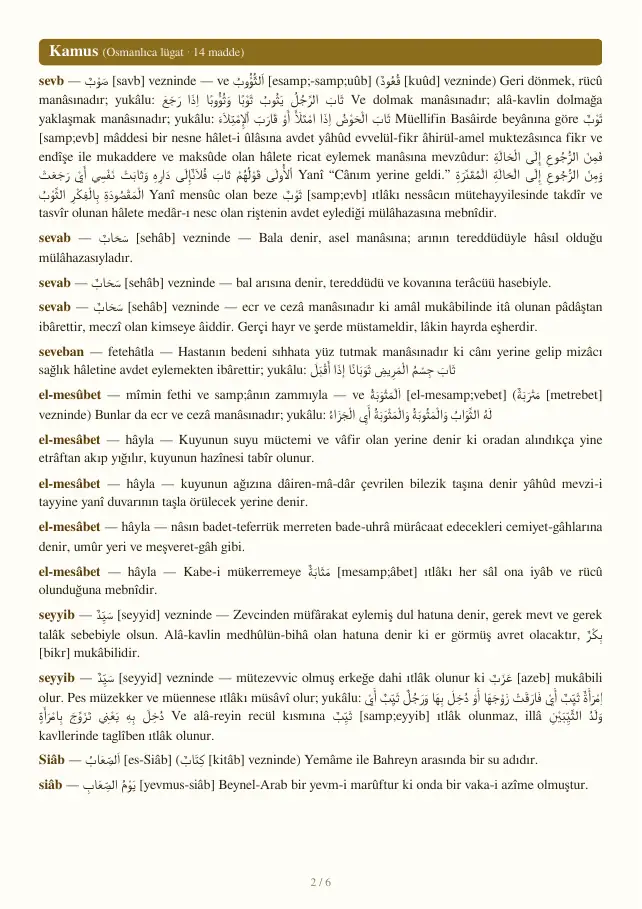 Kamus (Osmanlıca lügat · 14 madde)
sevb — صَوْبٌ [savb] vezninde — ve اَلثُّؤُوبُ [esamp;-samp;uûb] (قُعُودٌ [kuûd] vezninde) Geri dönmek, rücû
manâsınadır; yukâlu: ثَابَ الرَّجُلُ يَثُوبُ ثَوْبًا وَثُؤُوبًا إِذَا رَجَعَ Ve dolmak manâsınadır; alâ-kavlin dolmağa
yaklaşmak manâsınadır; yukâlu: ثَابَ الْحَوْضُ إِذَا امْتَلَأَ أَوْ قَارَبَ اْلاِمْتِلاَءَ Müellifin Basâirde beyânına göre ثَوْبٌ
[samp;evb] mâddesi bir nesne hâlet-i ûlâsına avdet yâhûd evvelül-fikr âhirül-amel muktezâsınca fikr ve
endîşe ile mukaddere ve maksûde olan hâlete ricat eylemek manâsına mevzûdur: فَمِنَ الرُّجُوعِ إِلَى الْحَالَةِ
اْلأُولَى قَوْلُهُمْ ثَابَ فُلاَنٌ إِلَى دَارِهِ وَثَابَتْ نَفْسِي أَيْ رَجَعَتْ Yanî “Cânım yerine geldi.” وَمِنَ الرُّجُوعِ إِلَى الْحَالَةِ الْمُقَدَّرَةِ
الْمَقْصُودَةِ بِالْفِكْرِ الثَّوْبُ Yanî mensûc olan beze ثَوْبٌ [samp;evb] ıtlâkı nessâcın mütehayyilesinde takdîr ve
tasvîr olunan hâlete medâr-ı nesc olan riştenin avdet eylediği mülâhazasına mebnîdir.
sevab — سَحَابٌ [sehâb] vezninde — Bala denir, asel manâsına; arının tereddüdüyle hâsıl olduğu
mülâhazasıyladır.
sevab — سَحَابٌ [sehâb] vezninde — bal arısına denir, tereddüdü ve kovanına terâcüü hasebiyle.
sevab — سَحَابٌ [sehâb] vezninde — ecr ve cezâ manâsınadır ki amâl mukâbilinde itâ olunan pâdâştan
ibârettir, meczî olan kimseye âiddir. Gerçi hayr ve şerde müstameldir, lâkin hayrda eşherdir.
seveban — fetehâtla — Hastanın bedeni sıhhata yüz tutmak manâsınadır ki cânı yerine gelip mizâcı
sağlık hâletine avdet eylemekten ibârettir; yukâlu: ثَابَ جِسْمُ الْمَرِيضِ ثَوَبَانًا إِذَا أَقْبَلَ
el-mesûbet — mîmin fethi ve samp;ânın zammıyla — ve اَلْمَثْوَبَةُ [el-mesamp;vebet] (مَتْرَبَةٌ [metrebet]
vezninde) Bunlar da ecr ve cezâ manâsınadır; yukâlu: لَهُ الثَّوَابُ وَالْمَثُوبَةُ وَالْمَثْوَبَةُ أَيِ الْجَزَاءُ
el-mesâbet — hâyla — Kuyunun suyu müctemi ve vâfir olan yerine denir ki oradan alındıkça yine
etrâftan akıp yığılır, kuyunun hazînesi tabîr olunur.
el-mesâbet — hâyla — kuyunun ağızına dâiren-mâ-dâr çevrilen bilezik taşına denir yâhûd mevzi-i
tayyine yanî duvarının taşla örülecek yerine denir.
el-mesâbet — hâyla — nâsın badet-teferrük merreten bade-uhrâ mürâcaat edecekleri cemiyet-gâhlarına
denir, umûr yeri ve meşveret-gâh gibi.
el-mesâbet — hâyla — Kabe-i mükerremeye مَثَابَةٌ [mesamp;âbet] ıtlâkı her sâl ona iyâb ve rücû
olunduğuna mebnîdir.
seyyib — سَيِّدٌ [seyyid] vezninde — Zevcinden müfârakat eylemiş dul hatuna denir, gerek mevt ve gerek
talâk sebebiyle olsun. Alâ-kavlin medhûlün-bihâ olan hatuna denir ki er görmüş avret olacaktır, بِكْرٌ
[bikr] mukâbilidir.
seyyib — سَيِّدٌ [seyyid] vezninde — mütezevvic olmuş erkeğe dahi ıtlâk olunur ki عَزَبٌ [azeb] mukâbili
olur. Pes müzekker ve müennese ıtlâkı müsâvî olur; yukâlu: إِمْرَأَةٌ ثَيِّبٌ أَيْ فَارَقَتْ زَوْجَهَا أَوْ دُخِلَ بِهَا وَرَجُلٌ ثَيِّبٌ أَيْ
دُخِلَ بِهِ يَعْنِي تَزَوَّجَ بِامْرَأَةٍ Ve alâ-reyin recül kısmına ثَيِّبٌ [samp;eyyib] ıtlâk olunmaz, illâ وَلَدُ الثَّيِّبَيْنِ
kavllerinde taglîben ıtlâk olunur.
Siâb — اَلصِّعَابُ [es-Siâb] (كِتَابٌ [kitâb] vezninde) Yemâme ile Bahreyn arasında bir su adıdır.
siâb — يَوْمُ الصِّعَابِ [yevmus-siâb] Beynel-Arab bir yevm-i marûftur ki onda bir vaka-i azîme olmuştur.
2 / 6